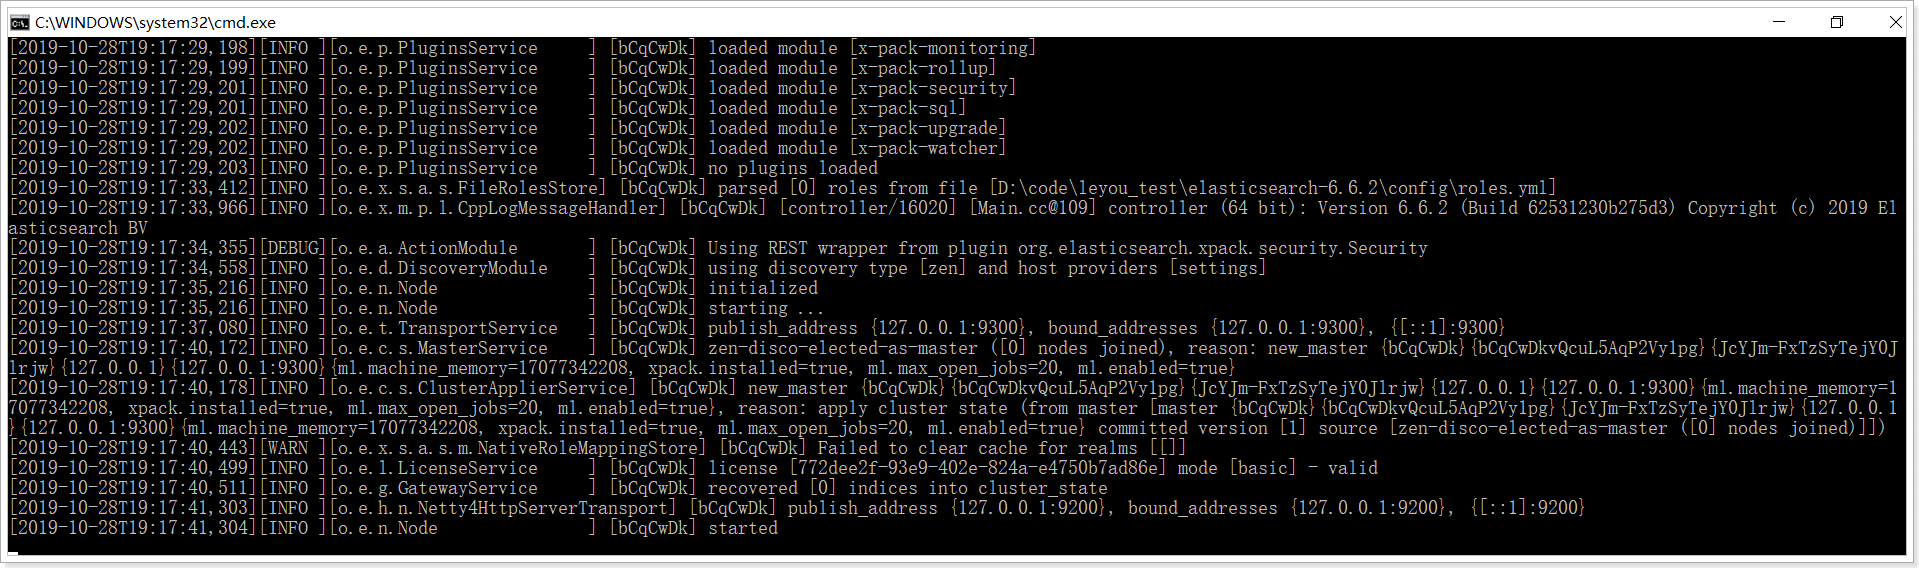 C:\WINDOWS\system32\cmd.exe
[2019-10-28T19:17:29,198][INFO ][o.e.p.PluginsService     ] [bCqCwDk] loaded module [x-pack-monitoring]
[2019-10-28T19:17:29,199][INFO ][o.e.p.PluginsService     ] [bCqCwDk] loaded module [x-pack-rollup]
[2019-10-28T19:17:29,201][INFO ][o.e.p.PluginsService     ] [bCqCwDk] loaded module [x-pack-security]
[2019-10-28T19:17:29,201][INFO ][o.e.p.PluginsService     ] [bCqCwDk] loaded module [x-pack-sql]
[2019-10-28T19:17:29,202][INFO ][o.e.p.PluginsService     ] [bCqCwDk] loaded module [x-pack-upgrade]
[2019-10-28T19:17:29,202][INFO ][o.e.p.PluginsService     ] [bCqCwDk] loaded module [x-pack-watcher]
[2019-10-28T19:17:29,203][INFO ][o.e.p.PluginsService     ] [bCqCwDk] no plugins loaded
[2019-10-28T19:17:33,412][INFO ][o.e.x.s.a.s.FileRolesStore] [bCqCwDk] parsed [0] roles from file [D:\code\leyou_test\elasticsearch-6.6.2\config\roles.yml]
[2019-10-28T19:17:33,966][INFO ][o.e.x.m.p.l.CppLogMessageHandler] [bCqCwDk] [controller/16020] [Main.cc@109] controller (64 bit): Version 6.6.2 (Build 62531230b275d3) Copyright (c) 2019 El
asticsearch BV
[2019-10-28T19:17:34,355][DEBUG][o.e.a.ActionModule       ] [bCqCwDk] Using REST wrapper from plugin org.elasticsearch.xpack.security.Security
[2019-10-28T19:17:34,558][INFO ][o.e.d.DiscoveryModule    ] [bCqCwDk] using discovery type [zen] and host providers [settings]
[2019-10-28T19:17:35,216][INFO ][o.e.n.Node               ] [bCqCwDk] initialized
[2019-10-28T19:17:35,216][INFO ][o.e.n.Node               ] [bCqCwDk] starting ...
[2019-10-28T19:17:37,080][INFO ][o.e.t.TransportService   ] [bCqCwDk] publish_address {127.0.0.1:9300}, bound_addresses {127.0.0.1:9300}, {[::1]:9300}
[2019-10-28T19:17:40,172][INFO ][o.e.c.s.MasterService    ] [bCqCwDk] zen-disco-elected-as-master ([0] nodes joined), reason: new_master {bCqCwDk}{bCqCwDkvQcuL5AqP2Vy1pg}{JcYJm-FxTzSyTejY0J
lrjw}{127.0.0.1}{127.0.0.1:9300}{ml.machine_memory=17077342208, xpack.installed=true, ml.max_open_jobs=20, ml.enabled=true}
[2019-10-28T19:17:40,178][INFO ][o.e.c.s.ClusterApplierService] [bCqCwDk] new_master {bCqCwDk}{bCqCwDkvQcuL5AqP2Vy1pg}{JcYJm-FxTzSyTejY0Jlrjw}{127.0.0.1}{127.0.0.1:9300}{ml.machine_memory=1
7077342208, xpack.installed=true, ml.max_open_jobs=20, ml.enabled=true}, reason: apply cluster state (from master [master {bCqCwDk}{bCqCwDkvQcuL5AqP2Vy1pg}{JcYJm-FxTzSyTejY0Jlrjw}{127.0.0.1
}{127.0.0.1:9300}{ml.machine_memory=17077342208, xpack.installed=true, ml.max_open_jobs=20, ml.enabled=true} committed version [1] source [zen-disco-elected-as-master ([0] nodes joined)]])
[2019-10-28T19:17:40,443][WARN ][o.e.x.s.a.s.m.NativeRoleMappingStore] [bCqCwDk] Failed to clear cache for realms [[]]
[2019-10-28T19:17:40,499][INFO ][o.e.l.LicenseService     ] [bCqCwDk] license [772dee2f-93e9-402e-824a-e4750b7ad86e] mode [basic] - valid
[2019-10-28T19:17:40,511][INFO ][o.e.g.GatewayService     ] [bCqCwDk] recovered [0] indices into cluster_state
[2019-10-28T19:17:41,303][INFO ][o.e.h.n.Netty4HttpServerTransport] [bCqCwDk] publish_address {127.0.0.1:9200}, bound_addresses {127.0.0.1:9200}, {[::1]:9200}
[2019-10-28T19:17:41,304][INFO ][o.e.n.Node               ] [bCqCwDk] started